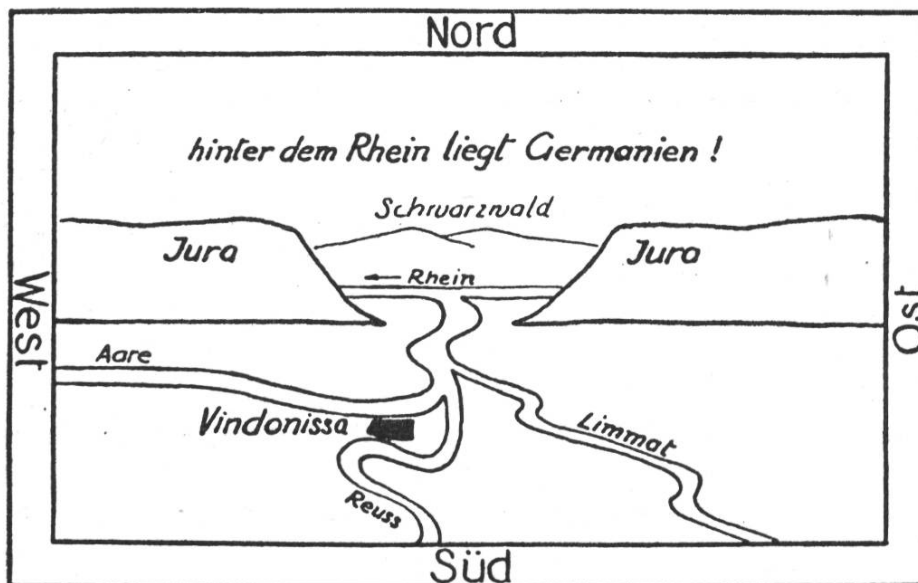 Nord
hinter dem Rhein liegt Germanien !
Schwarzwald
Jura
Jura
← Rhein
West
Ost
Aare
Vindonissa
Limmat
Reuss
Süd